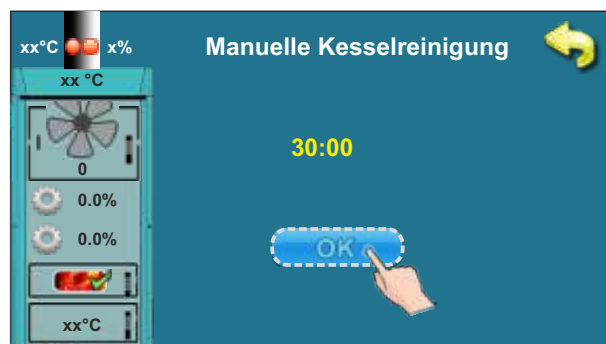 xx°C x% Manuelle Kesselreinigung
xx °C
0
30:00
0.0%
0.0%
OK
xx°C